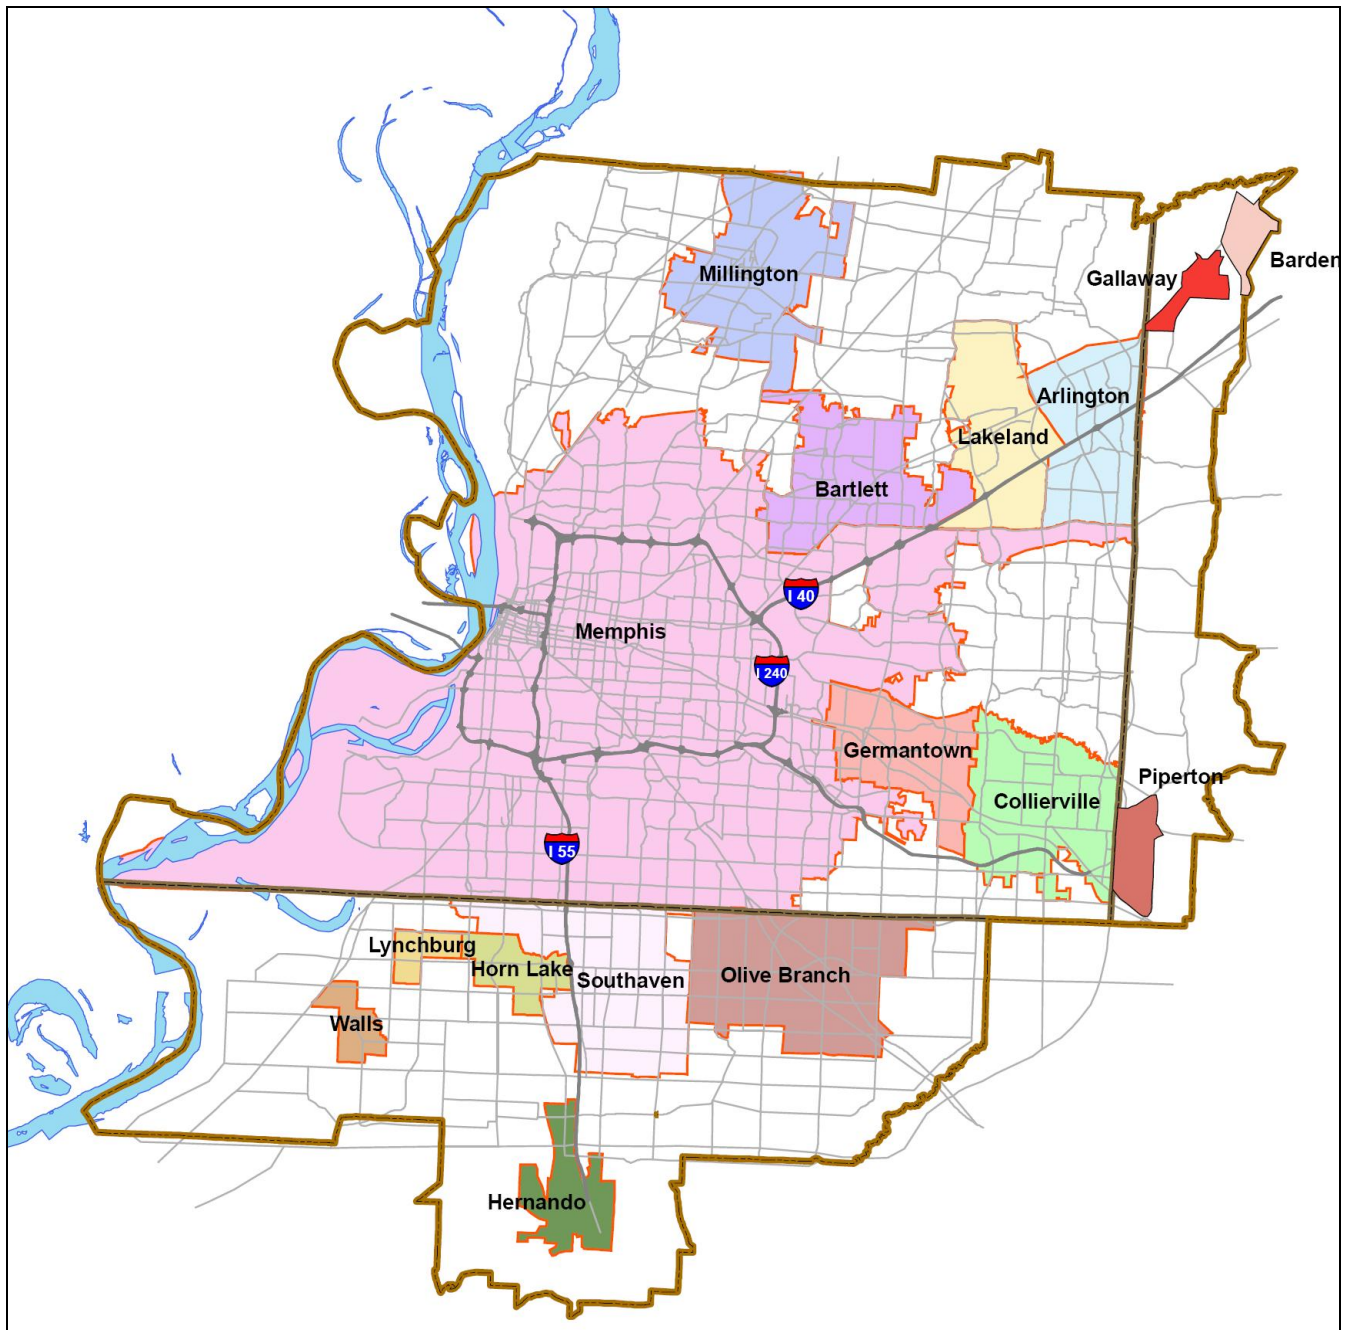 Barden
Millington
Gallaway
Arlington
Lakeland
Bartlett
I 40
Memphis
I 240
Germantown
Piperton
Collierville
I 55
Lynchburg
Horn Lake
Southaven
Olive Branch
Walls
Hernando